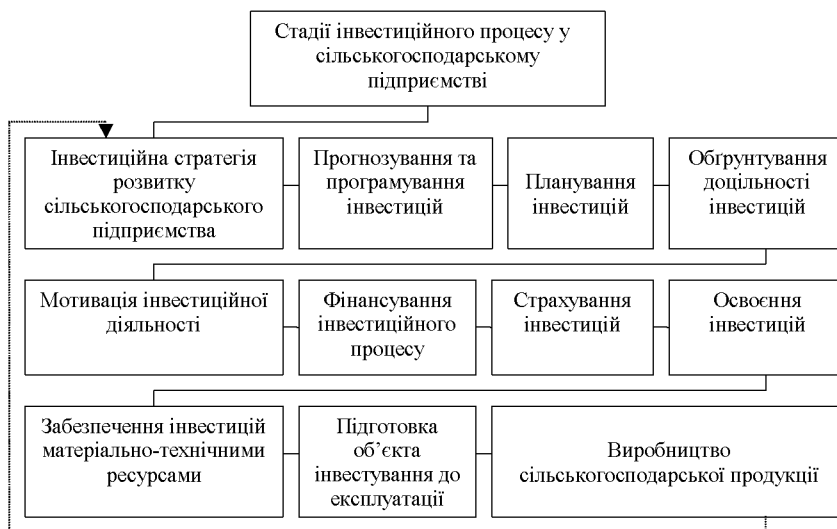 Стадії інвестиційного процесу у
сільськогосподарському
підприємстві
Інвестиційна стратегія
розвитку
сільськогосподарського
підприємства
Прогнозування та
програмування
інвестицій
Планування
інвестицій
Обґрунтування
доцільності
інвестицій
Мотивація інвестиційної
діяльності
Фінансування
інвестиційного
процесу
Страхування
інвестицій
Освоєння
інвестицій
Забезпечення інвестицій
матеріально-технічними
ресурсами
Підготовка
об’єкта
інвестування до
експлуатації
Виробництво
сільськогосподарської продукції